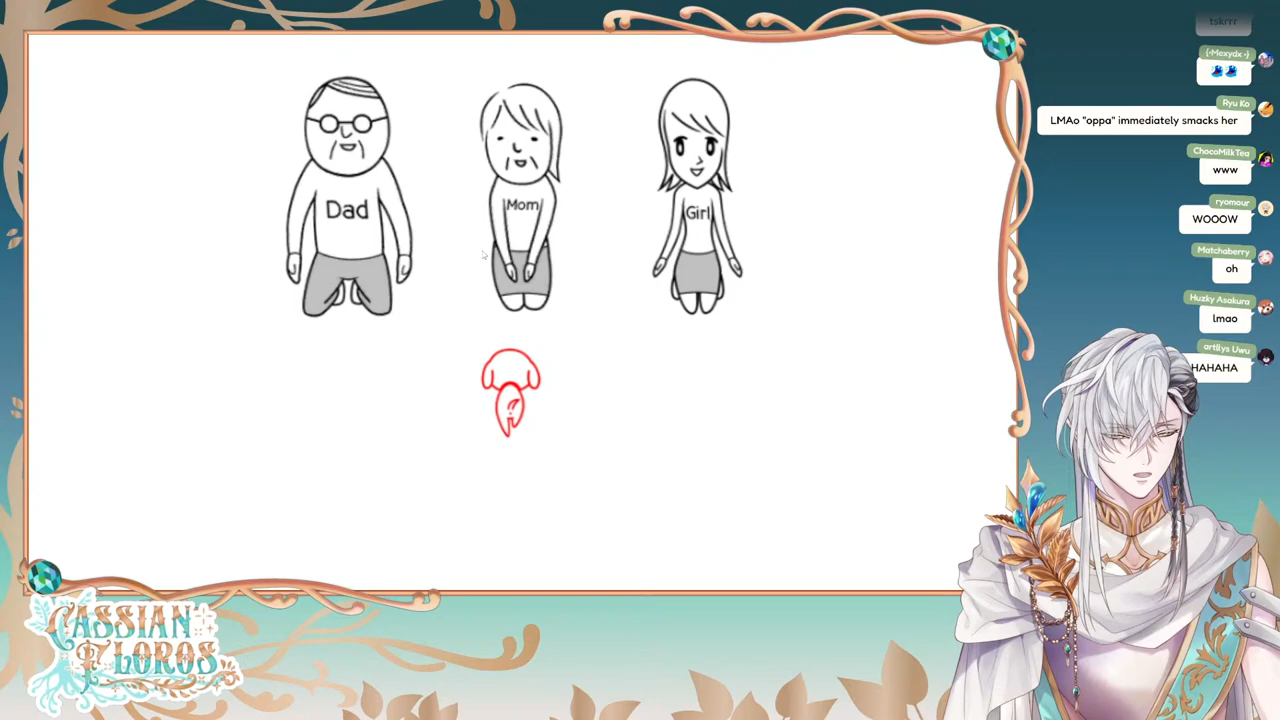 tskrrr
Dad
Mom
Girl
(•Mexydx•)
Ryu Ko
LMAo "oppa" immediately smacks her
ChocoMilkTea
www
ryomour
WOOOW
Matchaberry
oh
Huzky Asakura
lmao
artllys Uwu
HAHAHA
CASSIAN
FLOROS